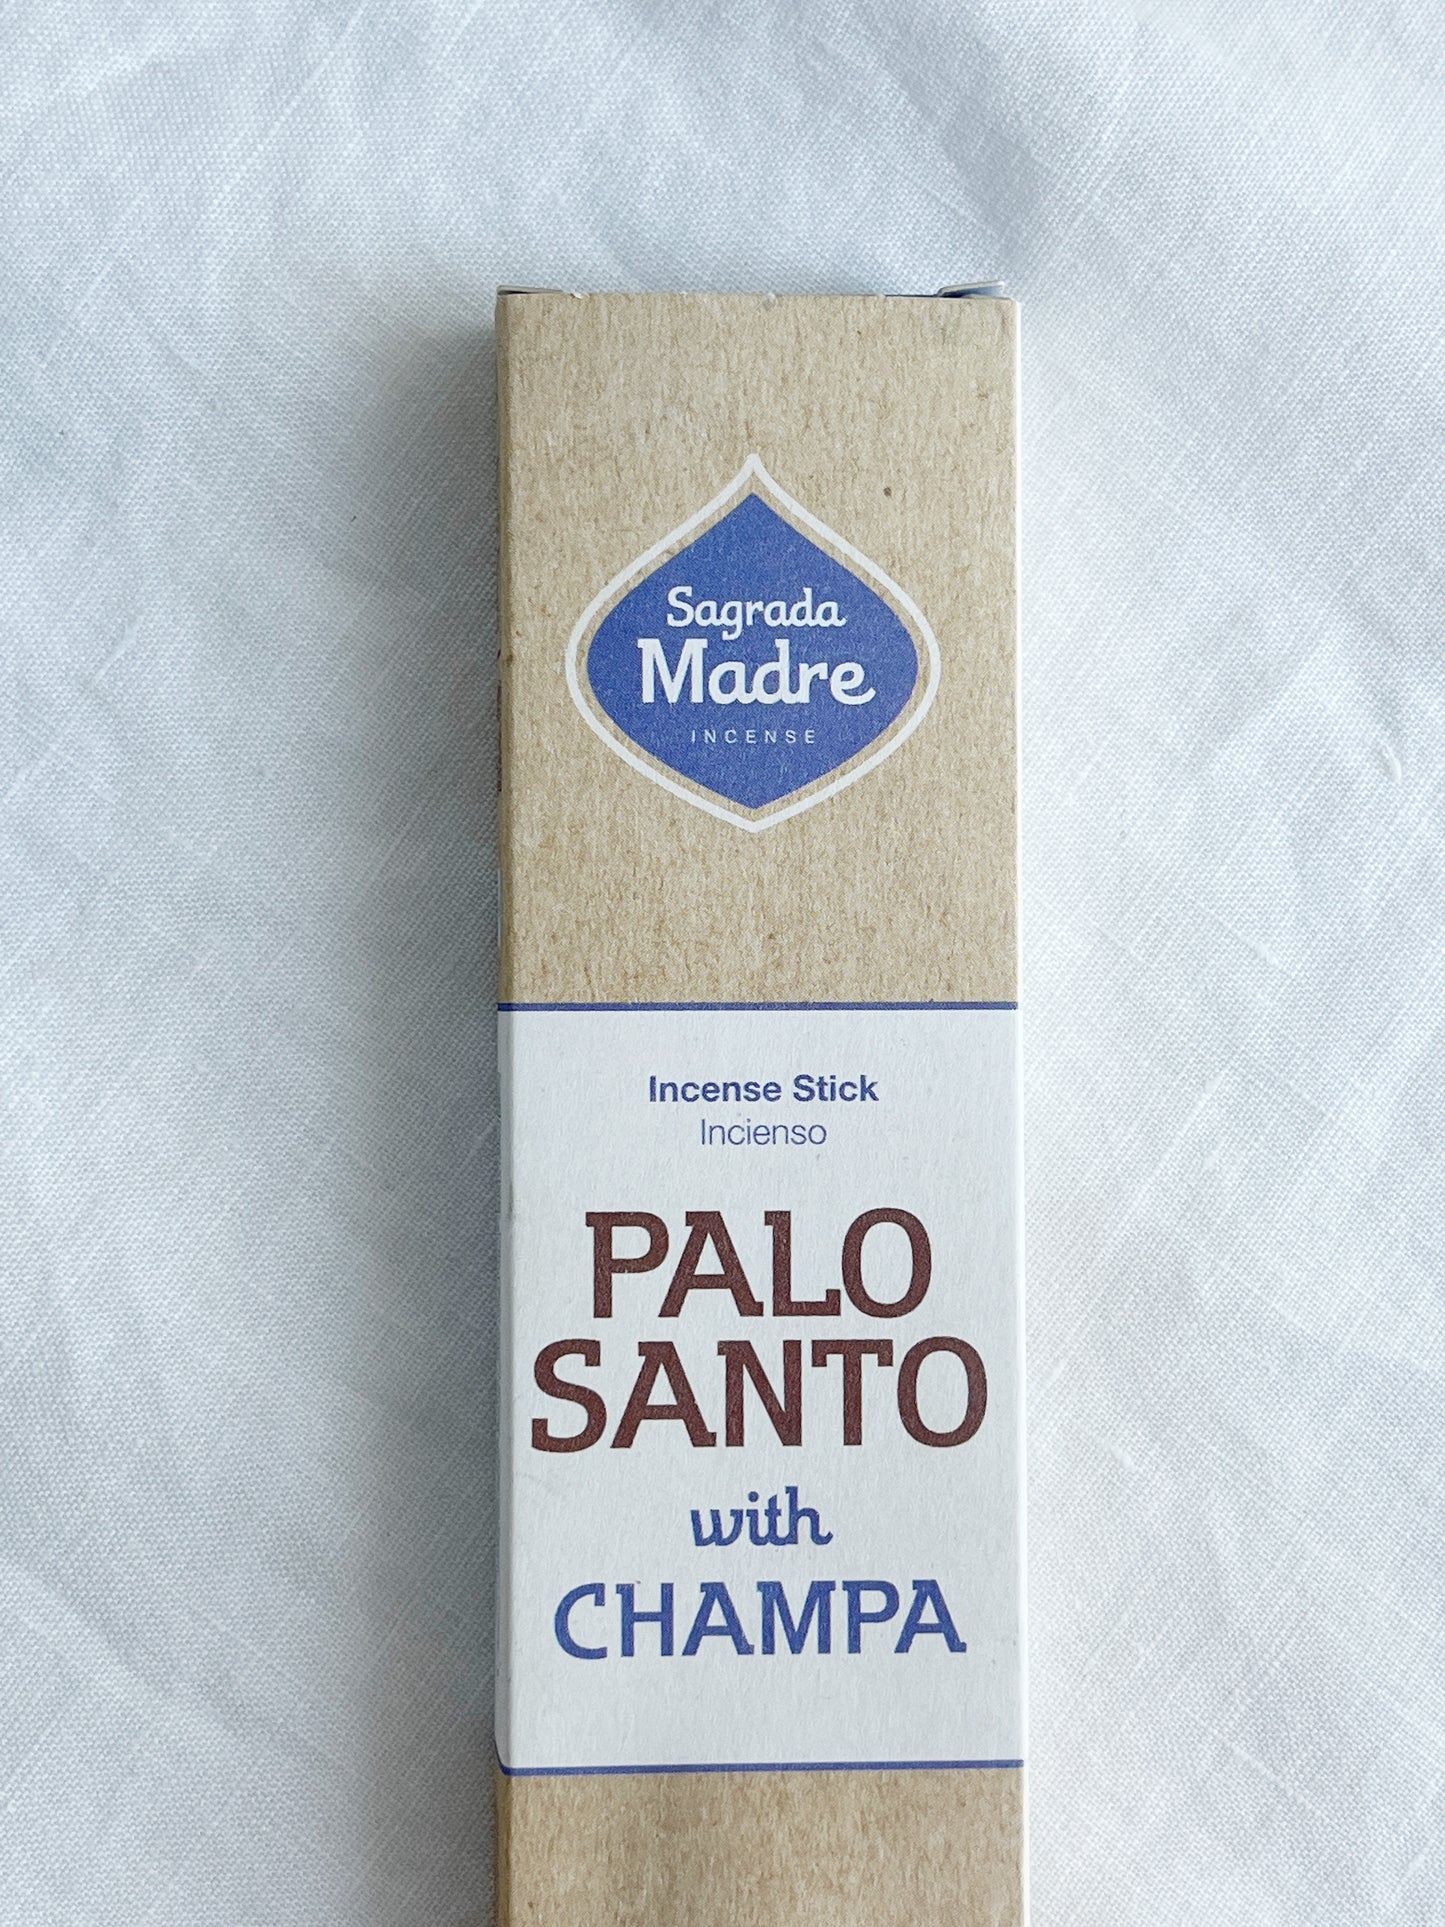 Sagrada
Madre
INCENSE
Incense Stick
Incienso
PALO
SANTO
with
CHAMPA